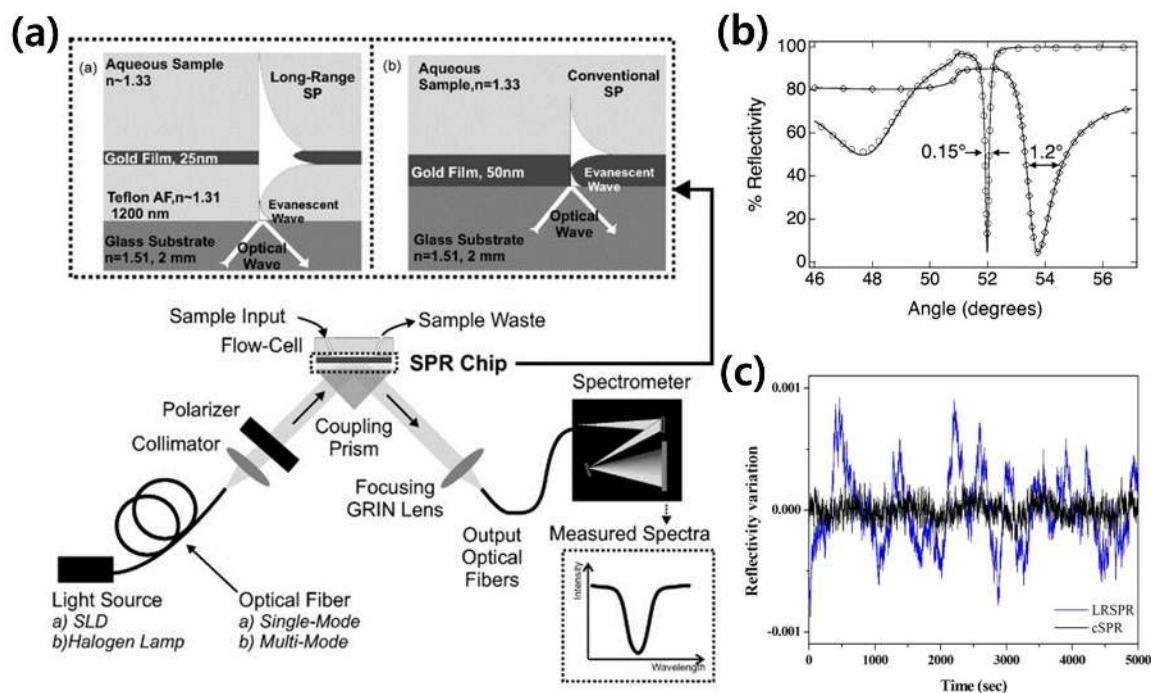 (a)
(a)
Aqueous Sample
n~1.33
Long-Range
SP
Gold Film, 25nm
Teflon AF,n~1.31
1200 nm
Evanescent
Wave
Optical
Wave
Glass Substrate
n=1.51, 2 mm
(b)
Aqueous
Sample,n=1.33
Conventional
SP
Gold Film, 50nm
Evanescent
Wave
Optical
Wave
Glass Substrate
n=1.51, 2 mm
Sample Input
Sample Waste
Flow-Cell
SPR Chip
Polarizer
Collimator
Coupling
Prism
Focusing
GRIN Lens
Spectrometer
Output
Optical
Fibers
Measured Spectra
Intensity
Wavelength
Light Source
a) SLD
b)Halogen Lamp
Optical Fiber
a) Single-Mode
b) Multi-Mode
(b)
% Reflectivity
100
80
60
40
20
0
0.15°
1.2°
46
48
50
52
54
56
Angle (degrees)
(c)
Reflectivity variation
0.001
0.000
-0.001
LRSPR
cSPR
0
1000
2000
3000
4000
5000
Time (sec)